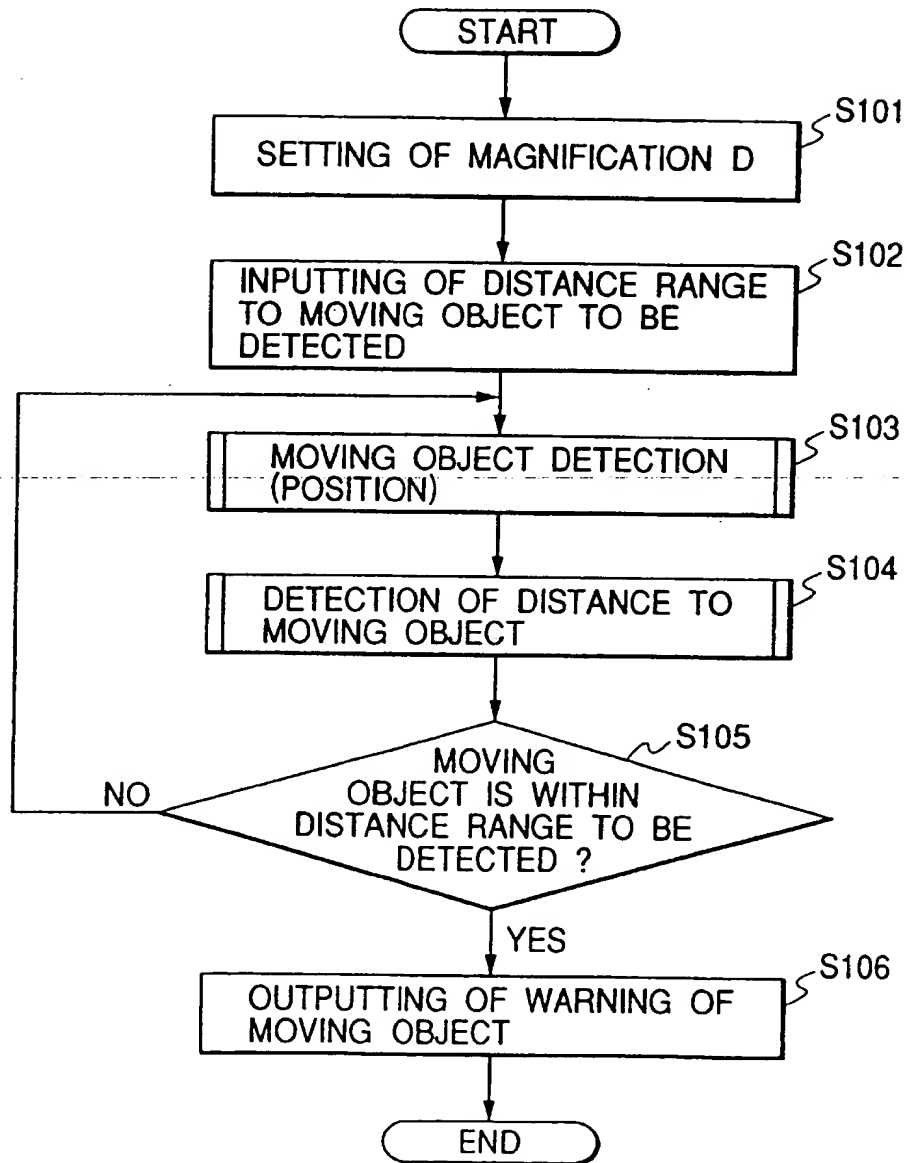 START
S101
SETTING OF MAGNIFICATION D
S102
INPUTTING OF DISTANCE RANGE
TO MOVING OBJECT TO BE
DETECTED
S103
MOVING OBJECT DETECTION
(POSITION)
S104
DETECTION OF DISTANCE TO
MOVING OBJECT
S105
MOVING
OBJECT IS WITHIN
DISTANCE RANGE TO BE
DETECTED ?
NO
YES
S106
OUTPUTTING OF WARNING OF
MOVING OBJECT
END